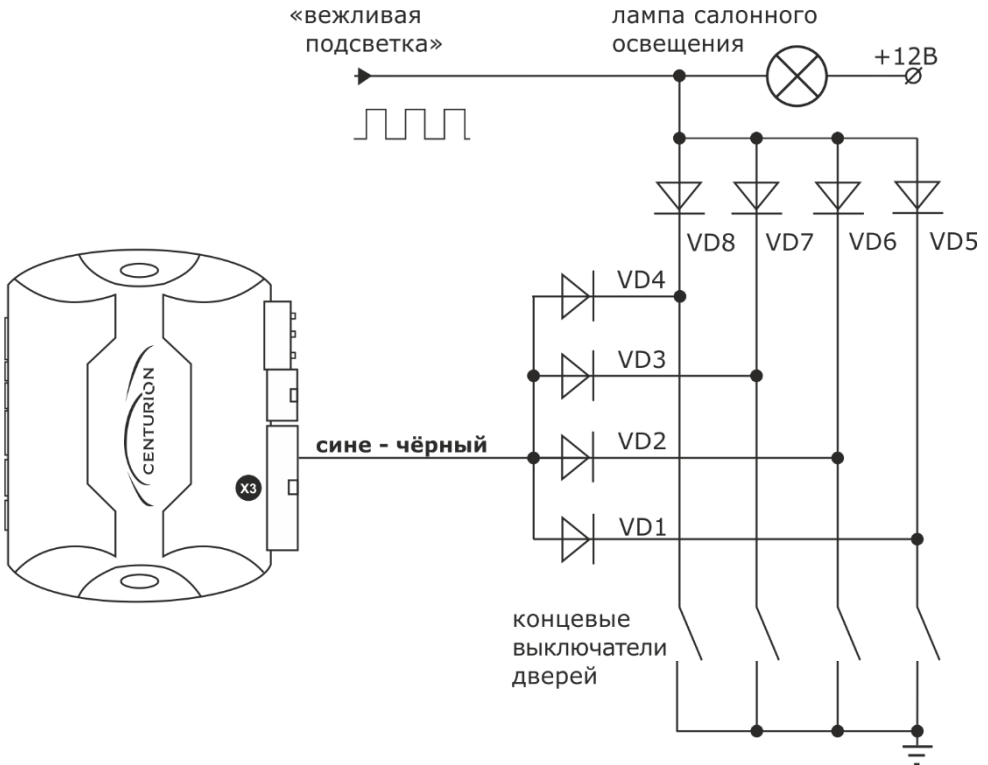 «вежливая
подсветка»
лампа салонного
освещения
+12В
VD8
VD7
VD6
VD5
VD4
VD3
VD2
VD1
сине - чёрный
CENTURION
X3
концевые
выключатели
дверей